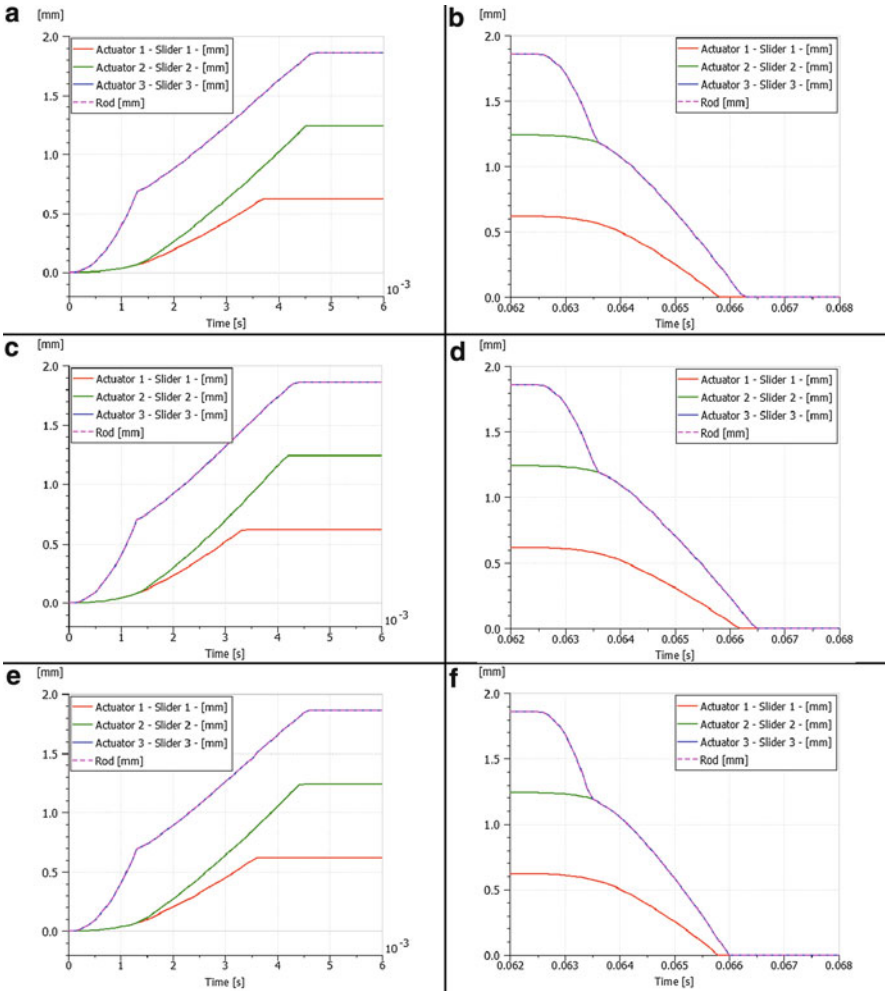 a
[mm]
2.0
1.5
1.0
0.5
0.0
Actuator 1 - Slider 1 - [mm]
Actuator 2 - Slider 2 - [mm]
Actuator 3 - Slider 3 - [mm]
Rod [mm]
0 1 2 3 4 5 6
10⁻³
Time [s]
b
[mm]
2.0
1.5
1.0
0.5
0.0
Actuator 1 - Slider 1 - [mm]
Actuator 2 - Slider 2 - [mm]
Actuator 3 - Slider 3 - [mm]
Rod [mm]
0.062 0.063 0.064 0.065 0.066 0.067 0.068
Time [s]
c
[mm]
2.0
1.5
1.0
0.5
0.0
Actuator 1 - Slider 1 - [mm]
Actuator 2 - Slider 2 - [mm]
Actuator 3 - Slider 3 - [mm]
Rod [mm]
0 1 2 3 4 5 6
10⁻³
Time [s]
d
[mm]
2.0
1.5
1.0
0.5
0.0
Actuator 1 - Slider 1 - [mm]
Actuator 2 - Slider 2 - [mm]
Actuator 3 - Slider 3 - [mm]
Rod [mm]
0.062 0.063 0.064 0.065 0.066 0.067 0.068
Time [s]
e
[mm]
2.0
1.5
1.0
0.5
0.0
Actuator 1 - Slider 1 - [mm]
Actuator 2 - Slider 2 - [mm]
Actuator 3 - Slider 3 - [mm]
Rod [mm]
0 1 2 3 4 5 6
10⁻³
Time [s]
f
[mm]
2.0
1.5
1.0
0.5
0.0
Actuator 1 - Slider 1 - [mm]
Actuator 2 - Slider 2 - [mm]
Actuator 3 - Slider 3 - [mm]
Rod [mm]
0.062 0.063 0.064 0.065 0.066 0.067 0.068
Time [s]